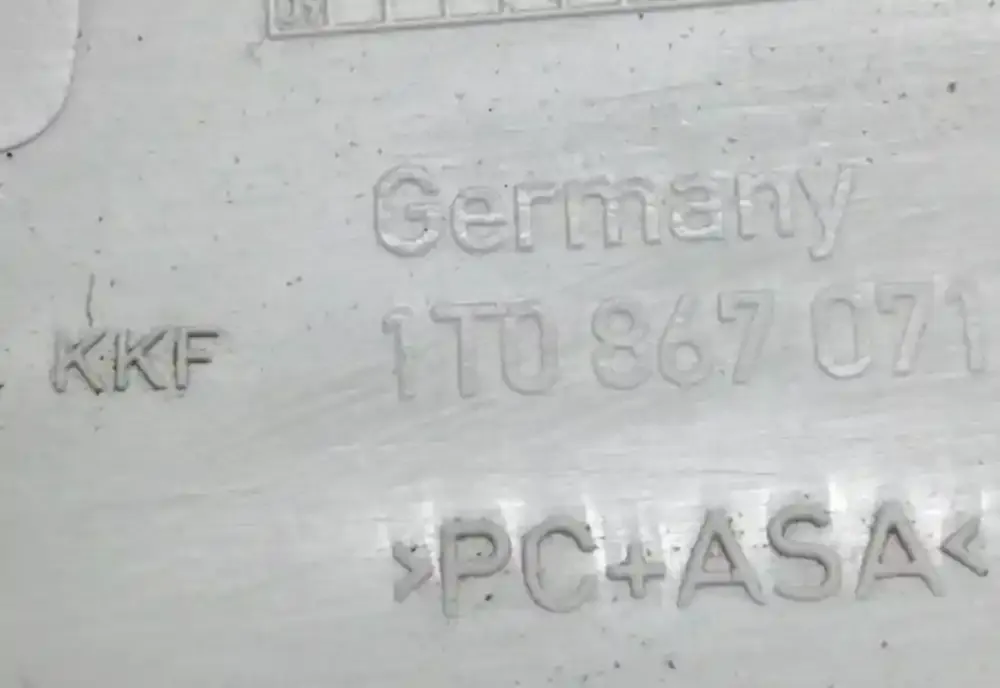 Germany
1T0 867 071
KKF
>PC+ASA<